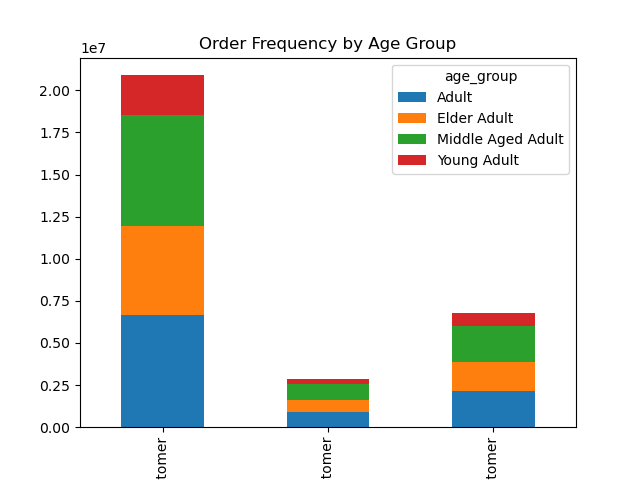 Order Frequency by Age Group
1e7
age_group
Adult
Elder Adult
Middle Aged Adult
Young Adult
2.00
1.75
1.50
1.25
1.00
0.75
0.50
0.25
0.00
tomer
tomer
tomer